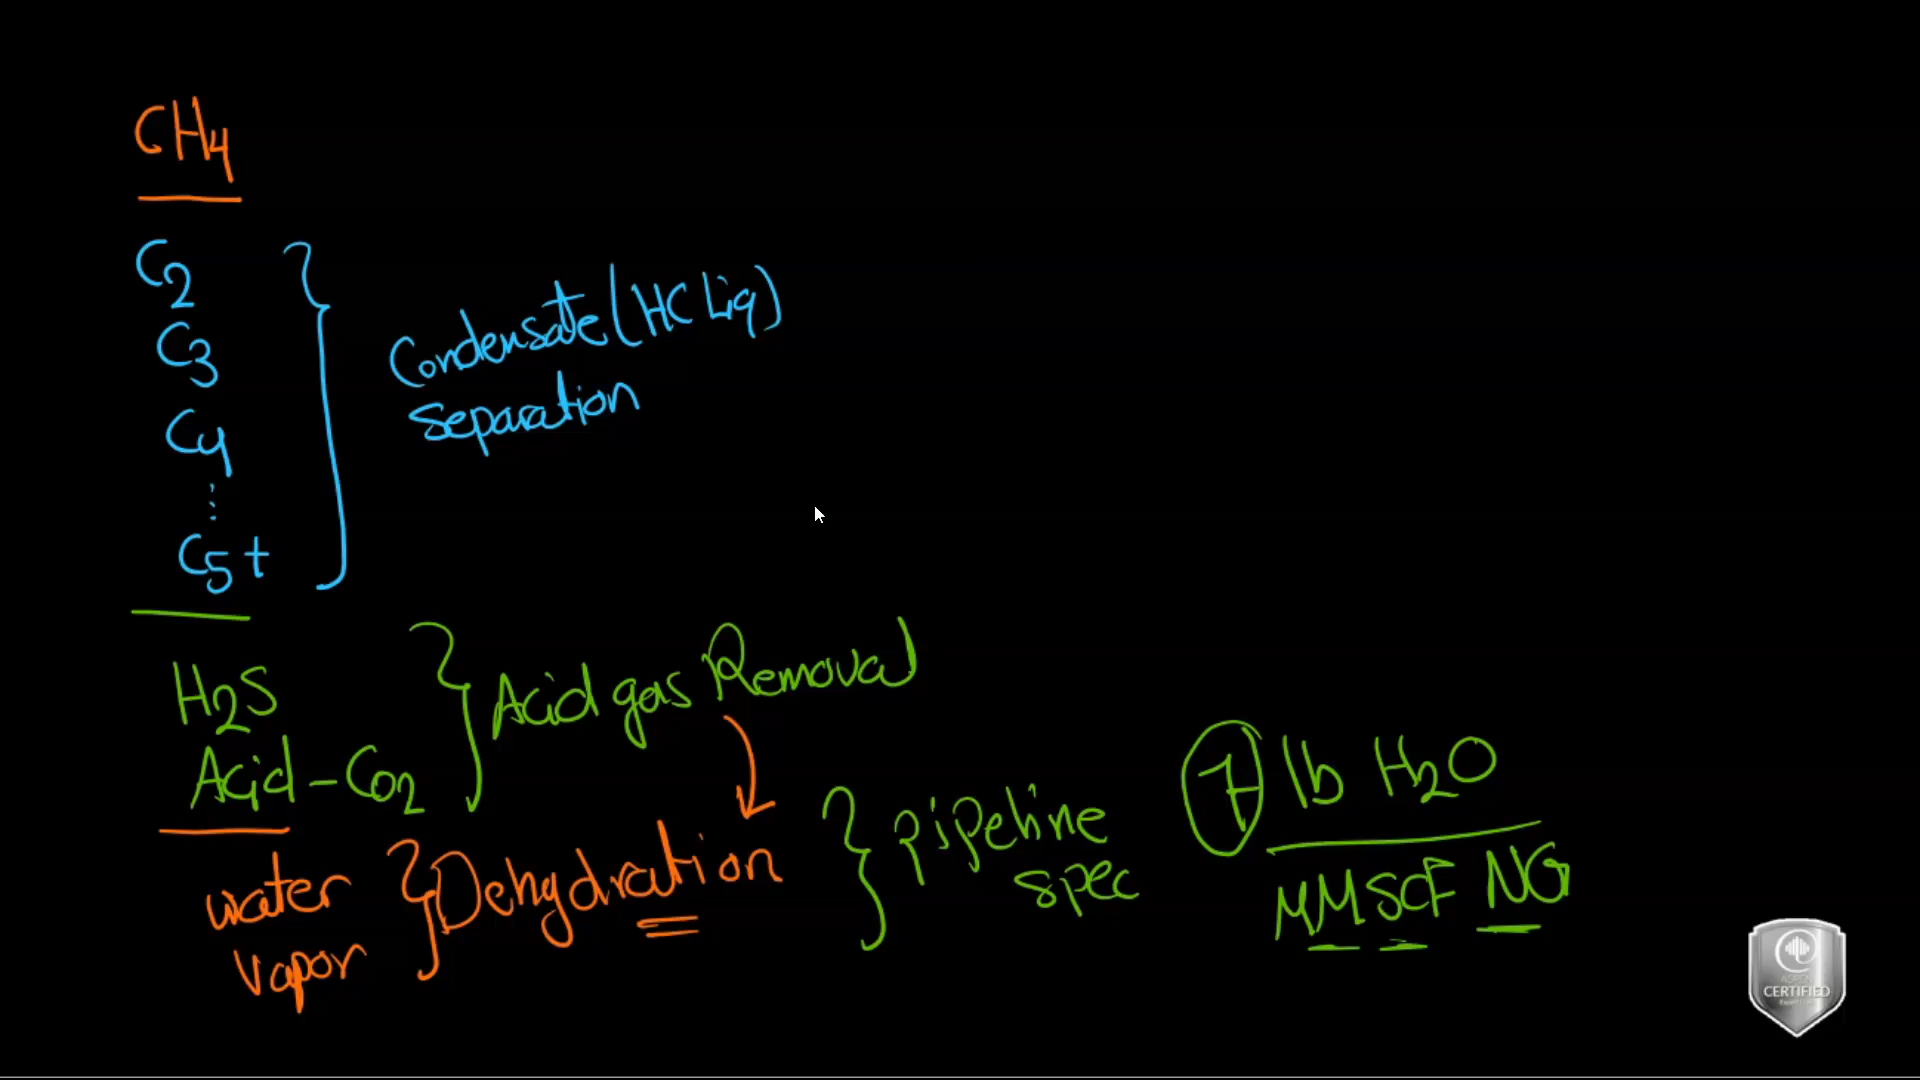 CH4
C2
C3
C4
⋮
C5+
Condensate (HC Liq)
separation
H2S
Acid - CO2
Acid gas Removal
water
vapor
Dehydration
pipeline
spec
7 lb H2O
MMSCF NG
CERTIFIED